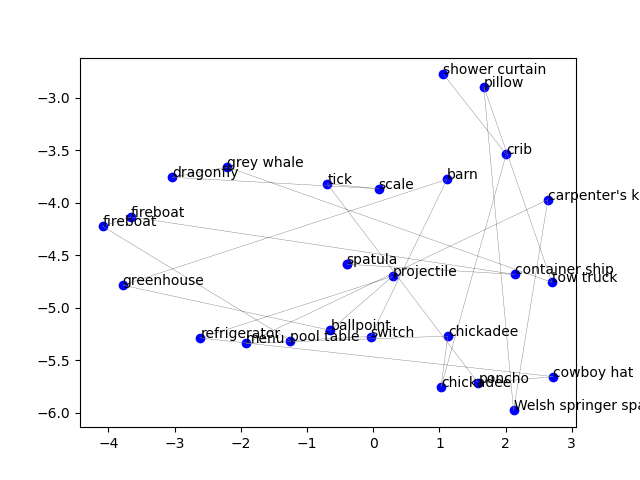 shower curtain
pillow
crib
grey whale
dragonfly
tick
scale
barn
carpenter's k
fireboat
fireboat
spatula
projectile
container ship
tow truck
greenhouse
refrigerator
menu
pool table
ballpoint
switch
chickadee
chickadee
poncho
cowboy hat
Welsh springer spa
−3.0
−3.5
−4.0
−4.5
−5.0
−5.5
−6.0
−4 −3 −2 −1 0 1 2 3